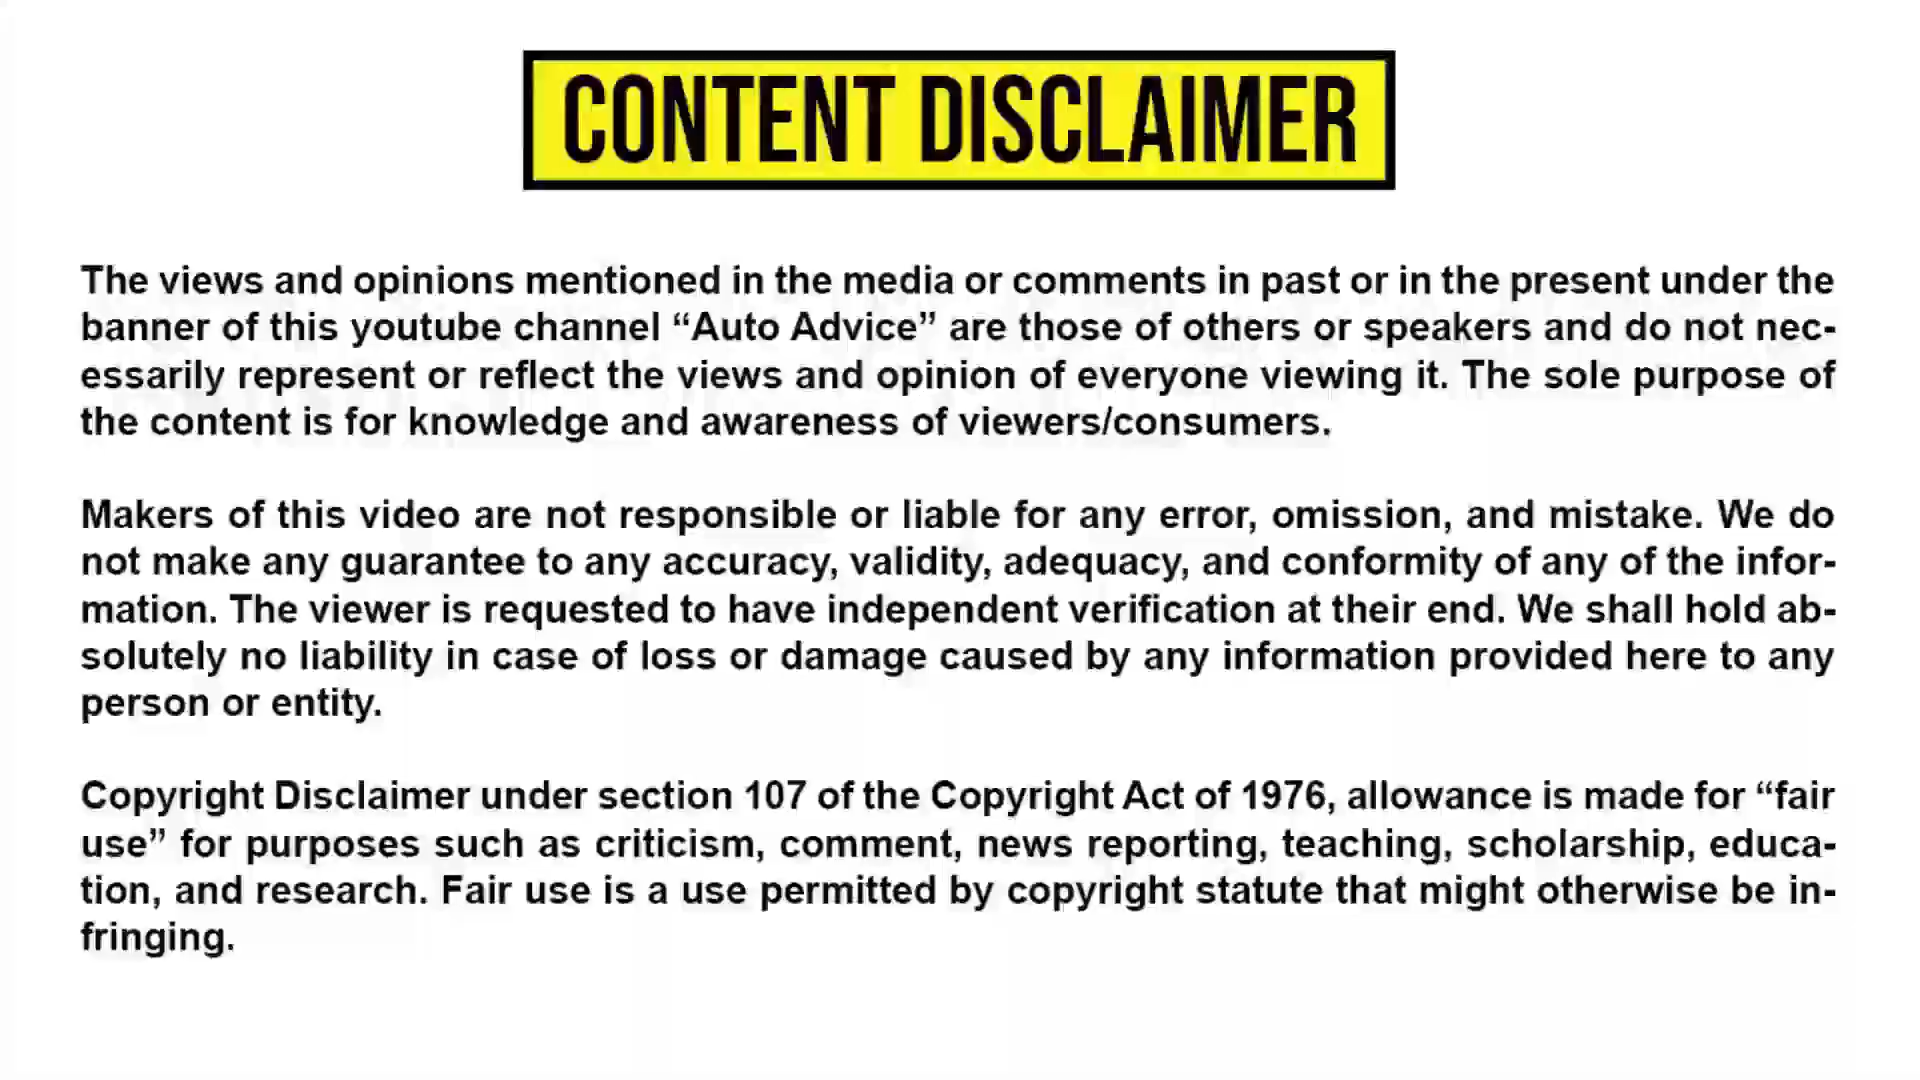 CONTENT DISCLAIMER
The views and opinions mentioned in the media or comments in past or in the present under the
banner of this youtube channel “Auto Advice” are those of others or speakers and do not nec-
essarily represent or reflect the views and opinion of everyone viewing it. The sole purpose of
the content is for knowledge and awareness of viewers/consumers.
Makers of this video are not responsible or liable for any error, omission, and mistake. We do
not make any guarantee to any accuracy, validity, adequacy, and conformity of any of the infor-
mation. The viewer is requested to have independent verification at their end. We shall hold ab-
solutely no liability in case of loss or damage caused by any information provided here to any
person or entity.
Copyright Disclaimer under section 107 of the Copyright Act of 1976, allowance is made for “fair
use” for purposes such as criticism, comment, news reporting, teaching, scholarship, educa-
tion, and research. Fair use is a use permitted by copyright statute that might otherwise be in-
fringing.